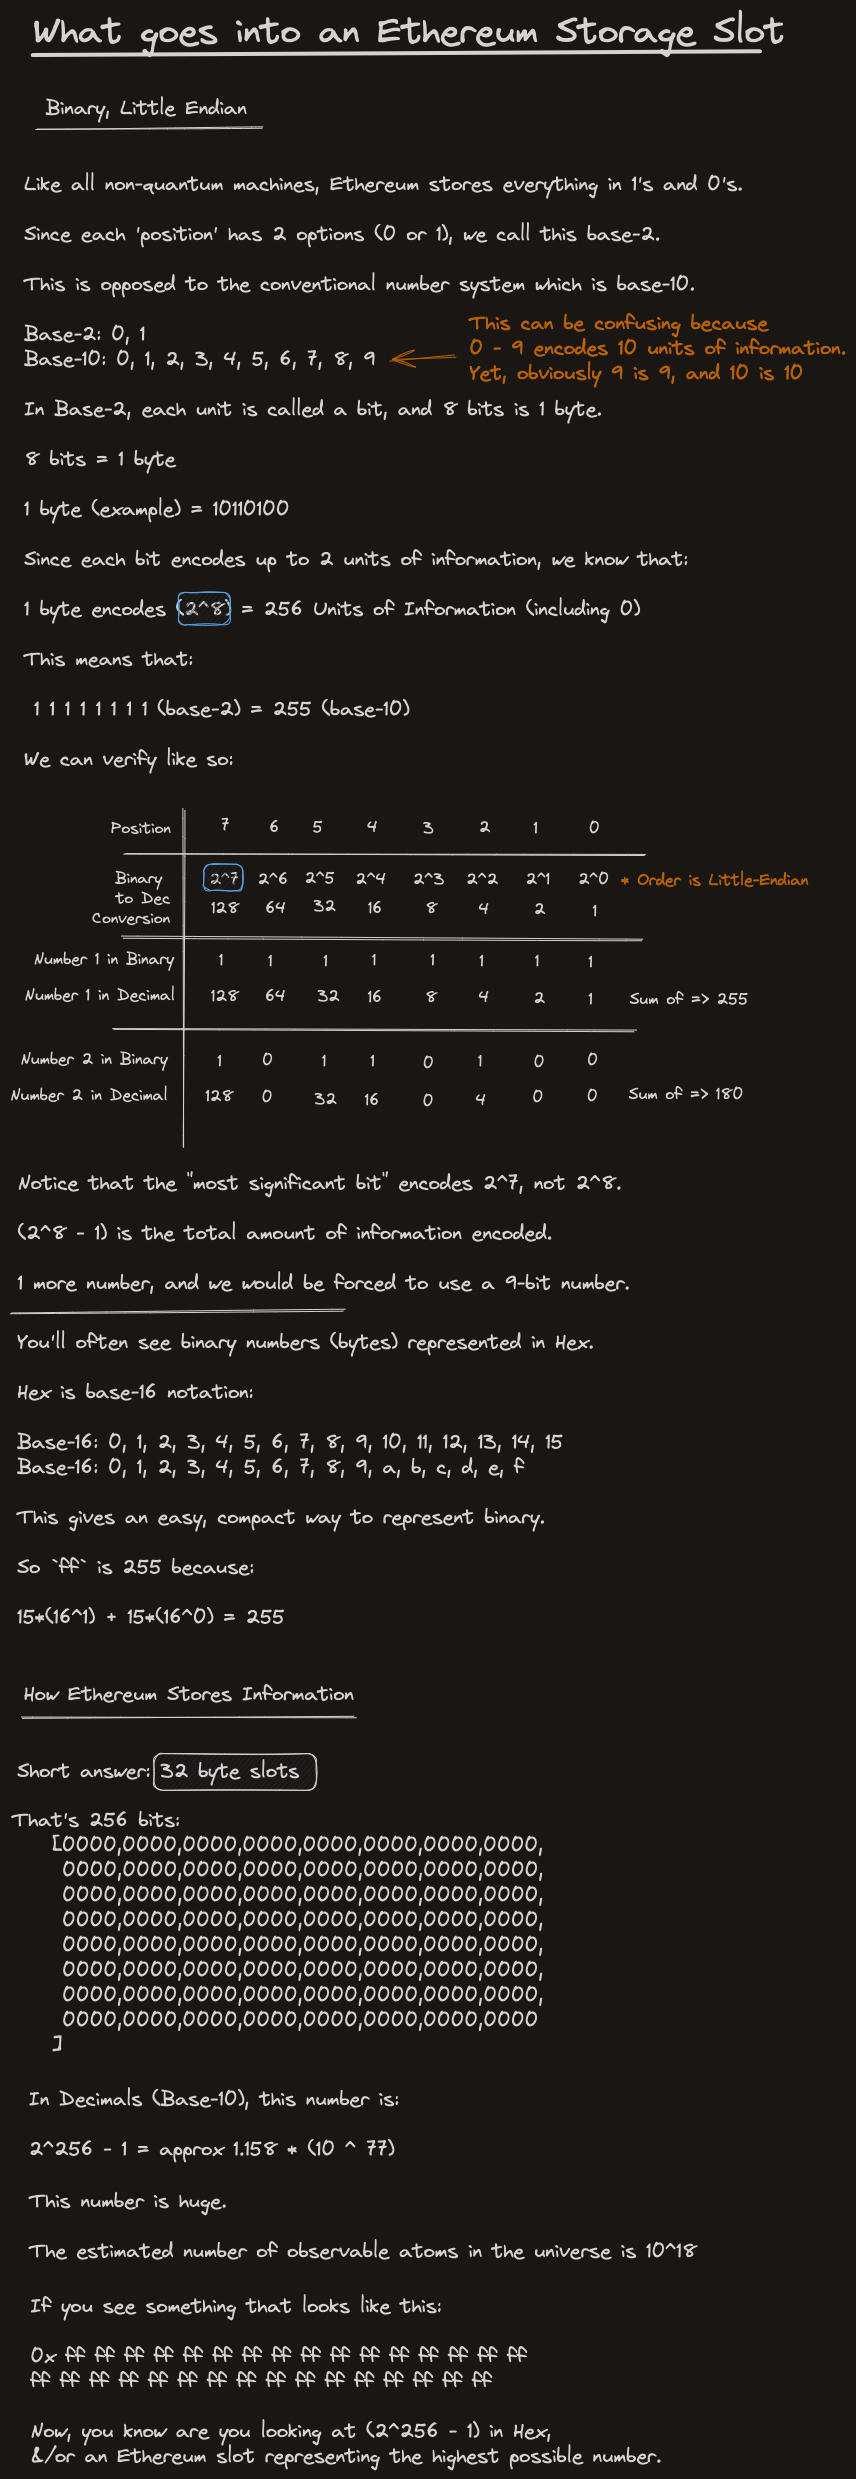 What goes into an Ethereum Storage Slot
Binary, Little Endian
Like all non-quantum machines, Ethereum stores everything in 1's and 0's.
Since each 'position' has 2 options (0 or 1), we call this base-2.
This is opposed to the conventional number system which is base-10.
Base-2: 0, 1
Base-10: 0, 1, 2, 3, 4, 5, 6, 7, 8, 9
This can be confusing because
0 - 9 encodes 10 units of information.
Yet, obviously 9 is 9, and 10 is 10
In Base-2, each unit is called a bit, and 8 bits is 1 byte.
8 bits = 1 byte
1 byte (example) = 10110100
Since each bit encodes up to 2 units of information, we know that:
1 byte encodes (2^8) = 256 Units of Information (including 0)
This means that:
1 1 1 1 1 1 1 1 (base-2) = 255 (base-10)
We can verify like so:
Position 7 6 5 4 3 2 1 0
Binary
to Dec
Conversion
2^7 2^6 2^5 2^4 2^3 2^2 2^1 2^0 * Order is Little-Endian
128 64 32 16 8 4 2 1
Number 1 in Binary 1 1 1 1 1 1 1 1
Number 1 in Decimal 128 64 32 16 8 4 2 1 Sum of => 255
Number 2 in Binary 1 0 1 1 0 1 0 0
Number 2 in Decimal 128 0 32 16 0 4 0 0 Sum of => 180
Notice that the "most significant bit" encodes 2^7, not 2^8.
(2^8 - 1) is the total amount of information encoded.
1 more number, and we would be forced to use a 9-bit number.
You'll often see binary numbers (bytes) represented in Hex.
Hex is base-16 notation:
Base-16: 0, 1, 2, 3, 4, 5, 6, 7, 8, 9, 10, 11, 12, 13, 14, 15
Base-16: 0, 1, 2, 3, 4, 5, 6, 7, 8, 9, a, b, c, d, e, f
This gives an easy, compact way to represent binary.
So `ff` is 255 because:
15*(16^1) + 15*(16^0) = 255
How Ethereum Stores Information
Short answer: 32 byte slots
That's 256 bits:
[0000,0000,0000,0000,0000,0000,0000,0000,
0000,0000,0000,0000,0000,0000,0000,0000,
0000,0000,0000,0000,0000,0000,0000,0000,
0000,0000,0000,0000,0000,0000,0000,0000,
0000,0000,0000,0000,0000,0000,0000,0000,
0000,0000,0000,0000,0000,0000,0000,0000,
0000,0000,0000,0000,0000,0000,0000,0000,
0000,0000,0000,0000,0000,0000,0000,0000
]
In Decimals (Base-10), this number is:
2^256 - 1 = approx 1.158 * (10 ^ 77)
This number is huge.
The estimated number of observable atoms in the universe is 10^18
If you see something that looks like this:
0x ff ff ff ff ff ff ff ff ff ff ff ff ff ff ff ff
ff ff ff ff ff ff ff ff ff ff ff ff ff ff ff ff
Now, you know are you looking at (2^256 - 1) in Hex,
&/or an Ethereum slot representing the highest possible number.